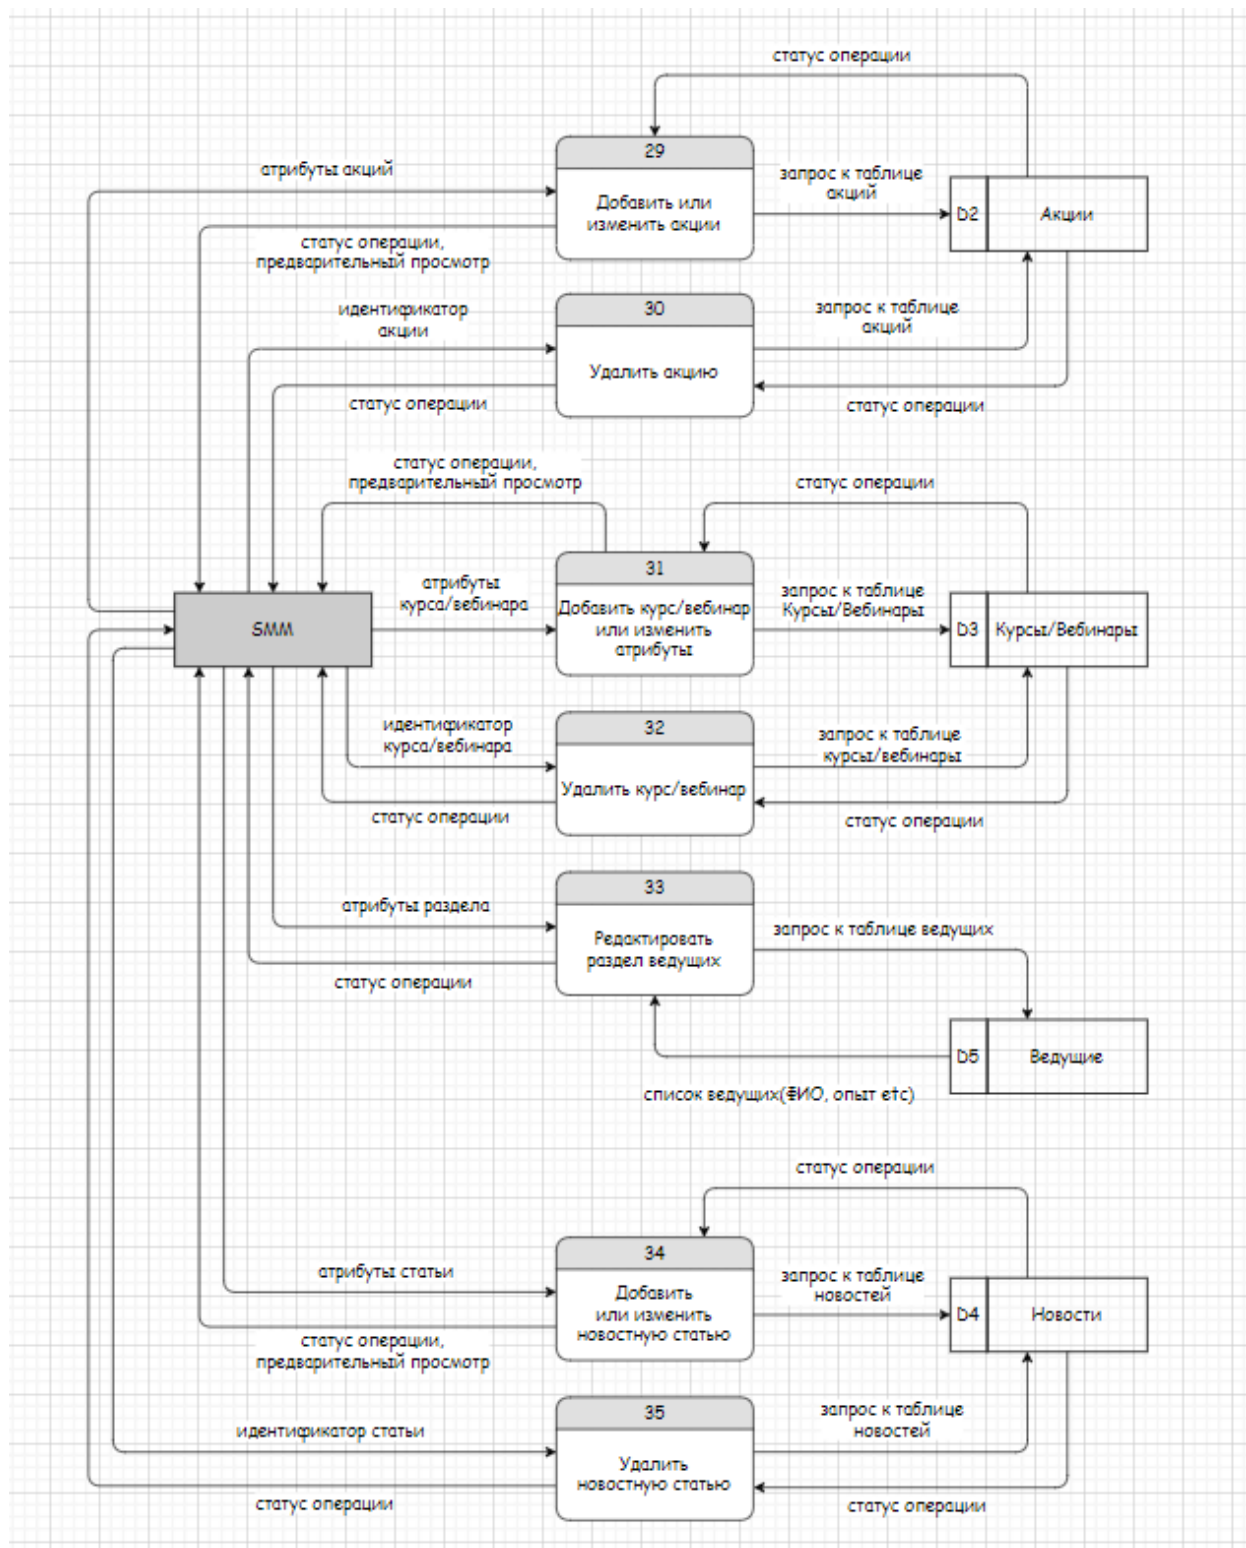 статус операции
29
атрибуты акций
запрос к таблице
акций
Добавить или
изменить акции
D2
Акции
статус операции,
предварительный просмотр
идентификатор
акции
30
запрос к таблице
акций
Удалить акцию
статус операции
статус операции
статус операции,
предварительный просмотр
статус операции
31
атрибуты
курса/вебинара
запрос к таблице
Курсы/Вебинары
SMM
Добавить курс/вебинар
или изменить
атрибуты
D3
Курсы/Вебинары
идентификатор
курса/вебинара
32
запрос к таблице
курсы/вебинары
Удалить курс/вебинар
статус операции
статус операции
33
атрибуты раздела
запрос к таблице ведущих
Редактировать
раздел ведущих
статус операции
D5
Ведущие
список ведущих(ФИО, опыт etc)
статус операции
34
атрибуты статьи
запрос к таблице
новостей
Добавить
или изменить
новостную статью
D4
Новости
статус операции,
предварительный просмотр
35
запрос к таблице
новостей
идентификатор статьи
Удалить
новостную статью
статус операции
статус операции